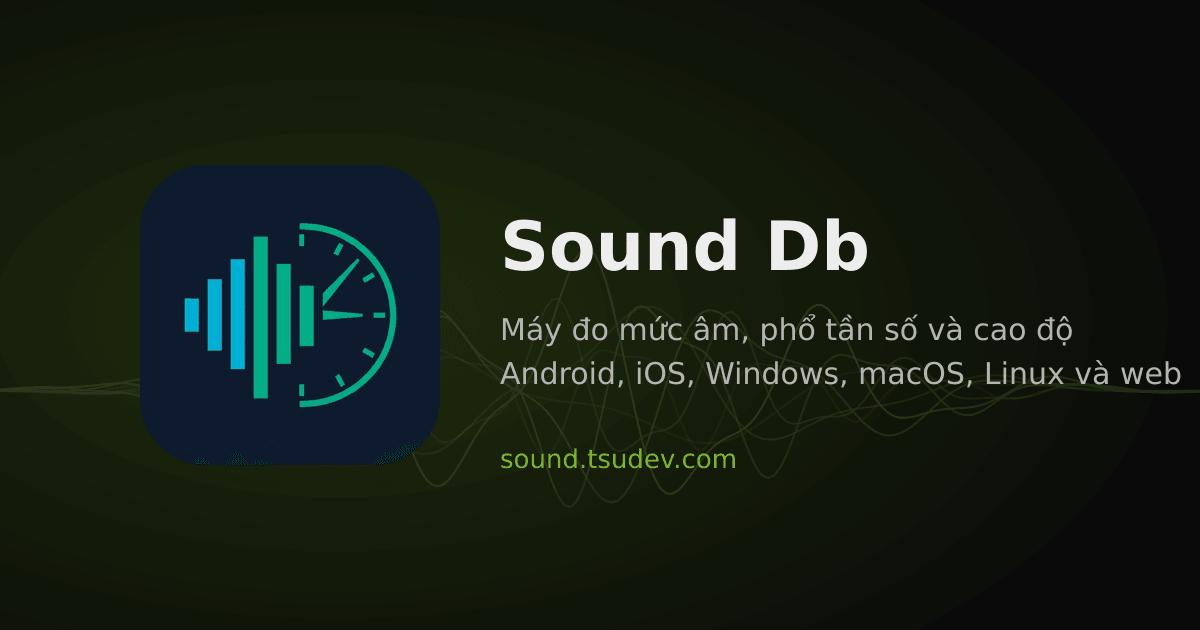 Sound Db
Máy đo mức âm, phổ tần số và cao độ
Android, iOS, Windows, macOS, Linux và web
sound.tsudev.com